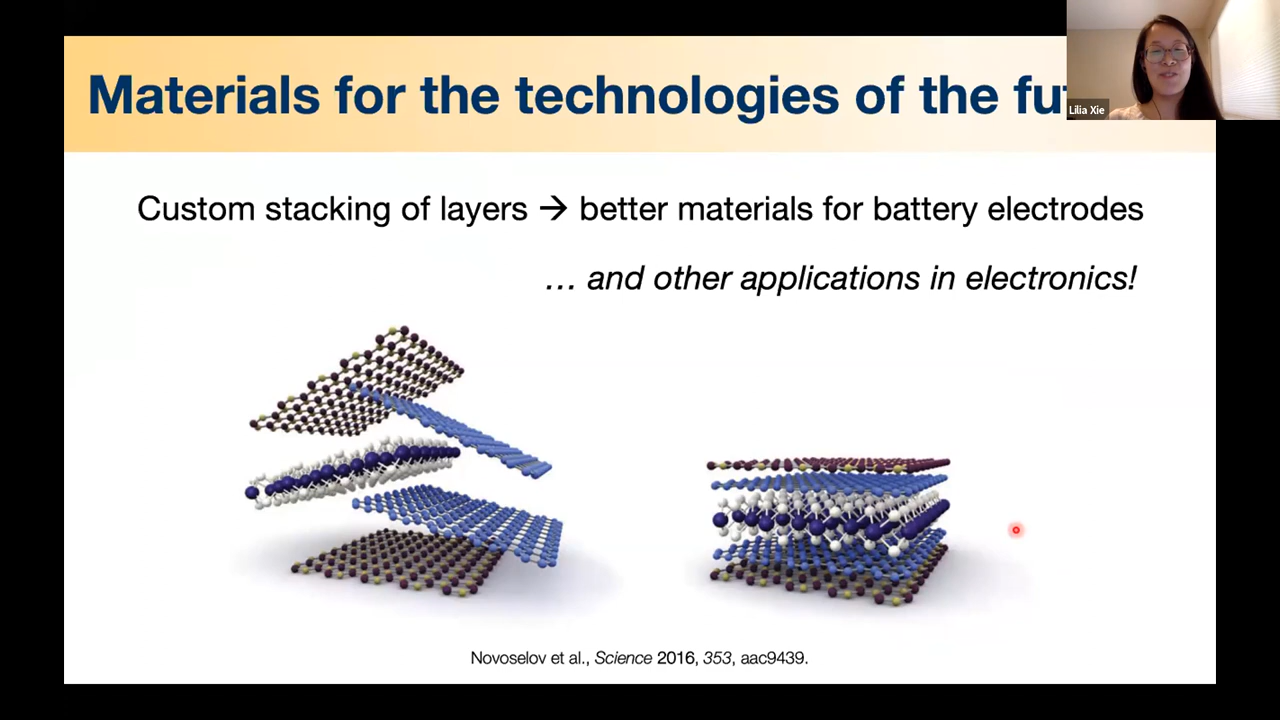 Materials for the technologies of the fu
Lilia Xie
Custom stacking of layers → better materials for battery electrodes
… and other applications in electronics!
Novoselov et al., Science 2016, 353, aac9439.